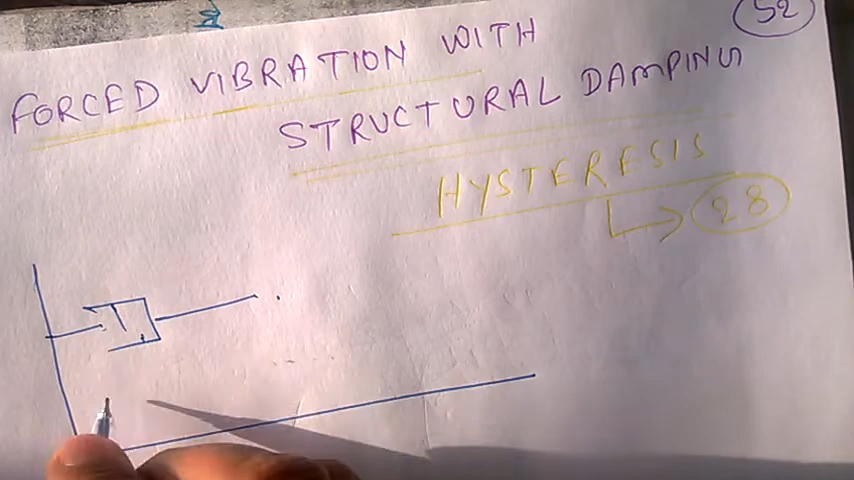 52
FORCED VIBRATION WITH
STRUCTURAL DAMPING
HYSTERESIS
28